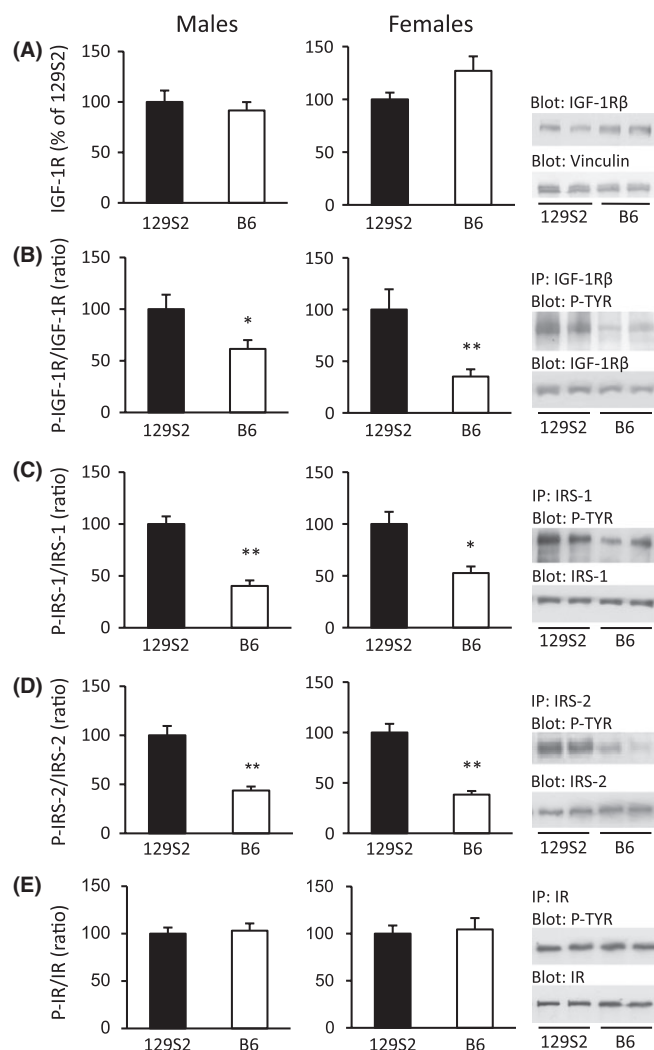 Males Females
(A)
IGF-1R (% of 129S2)
150
100
50
0
129S2 B6
150
100
50
0
129S2 B6
Blot: IGF-1Rβ
Blot: Vinculin
129S2 B6
(B)
P-IGF-1R/IGF-1R (ratio)
150
100
50
0
*
129S2 B6
150
100
50
0
**
129S2 B6
IP: IGF-1Rβ
Blot: P-TYR
Blot: IGF-1Rβ
129S2 B6
(C)
P-IRS-1/IRS-1 (ratio)
150
100
50
0
**
129S2 B6
150
100
50
0
*
129S2 B6
IP: IRS-1
Blot: P-TYR
Blot: IRS-1
129S2 B6
(D)
P-IRS-2/IRS-2 (ratio)
150
100
50
0
**
129S2 B6
150
100
50
0
**
129S2 B6
IP: IRS-2
Blot: P-TYR
Blot: IRS-2
129S2 B6
(E)
P-IR/IR (ratio)
150
100
50
0
129S2 B6
150
100
50
0
129S2 B6
IP: IR
Blot: P-TYR
Blot: IR
129S2 B6